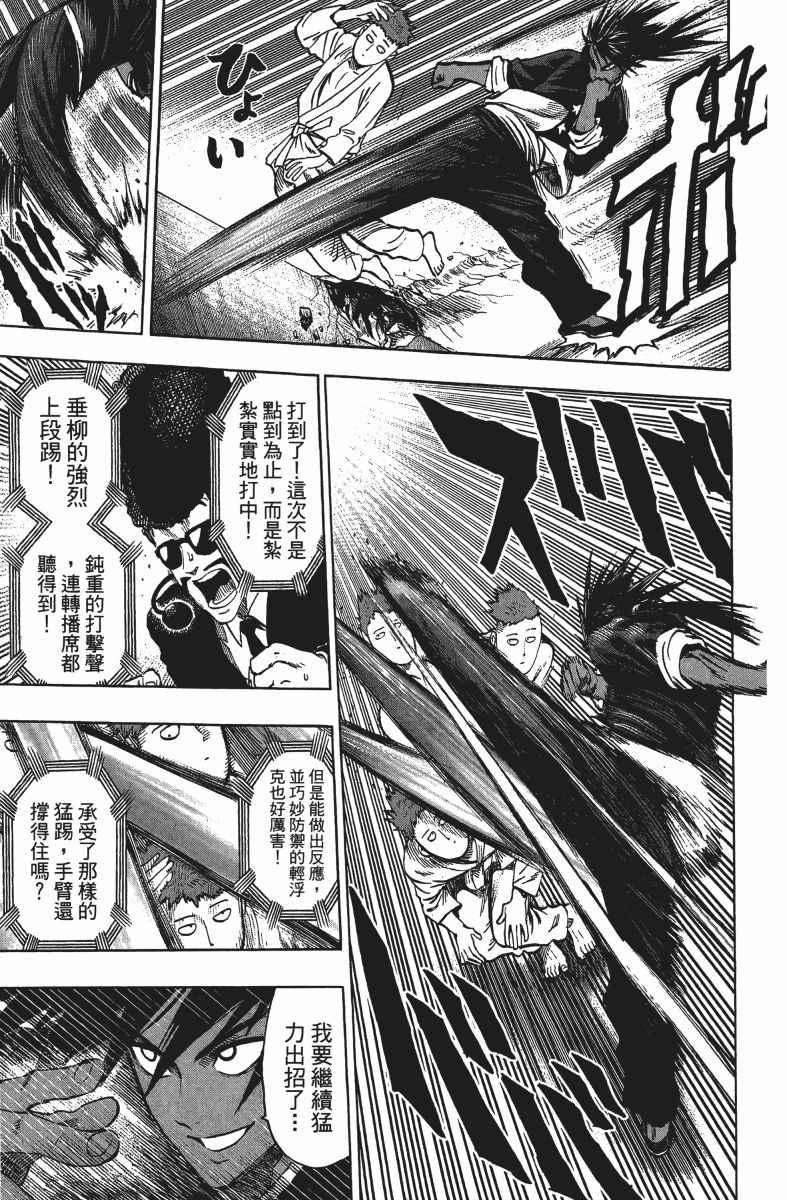 ボ
ひょい
ズババ
打到了！這次不是
點到為止，而是紮
紮實實地打中！
垂柳的強烈
上段踢！
鈍重的打擊聲
，連轉播席都
聽得到！
但是能做出反應，
並巧妙防禦的輕浮
克也好厲害！
承受了那樣的
猛踢，手臂還
撐得住嗎？
我要繼續猛
力出招了…